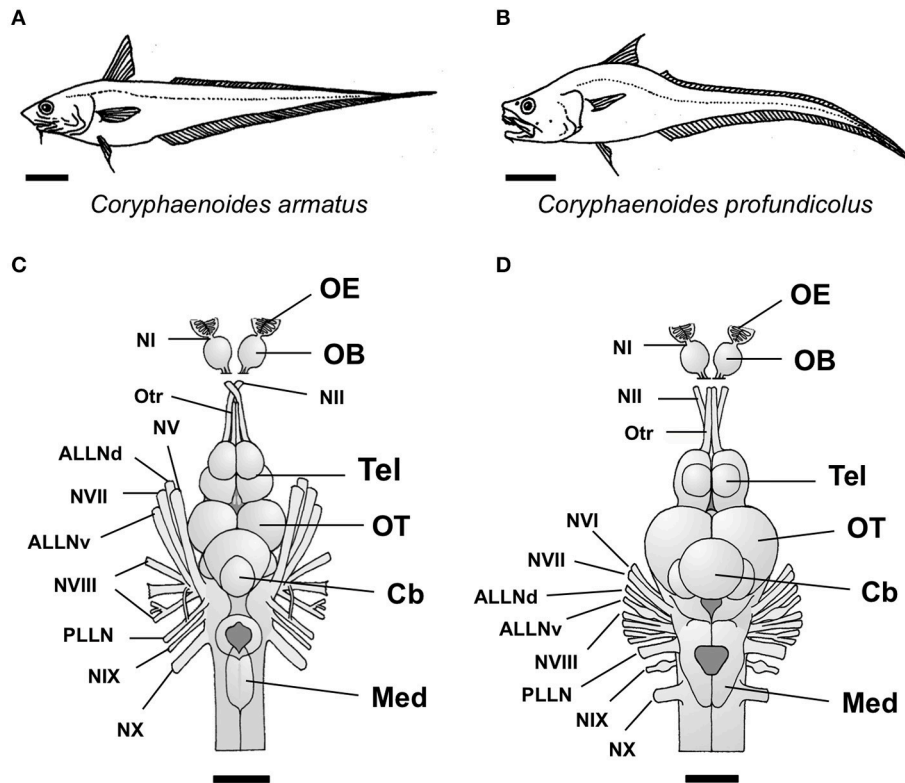 A
B
Coryphaenoides armatus
Coryphaenoides profundicolus
C
OE
NI
OB
NII
Otr
NV
ALLNd
Tel
NVII
OT
ALLNv
NVIII
Cb
PLLN
NIX
Med
NX
D
OE
NI
OB
NII
Otr
Tel
NVI
OT
NVII
ALLNd
Cb
ALLNv
NVIII
PLLN
Med
NIX
NX